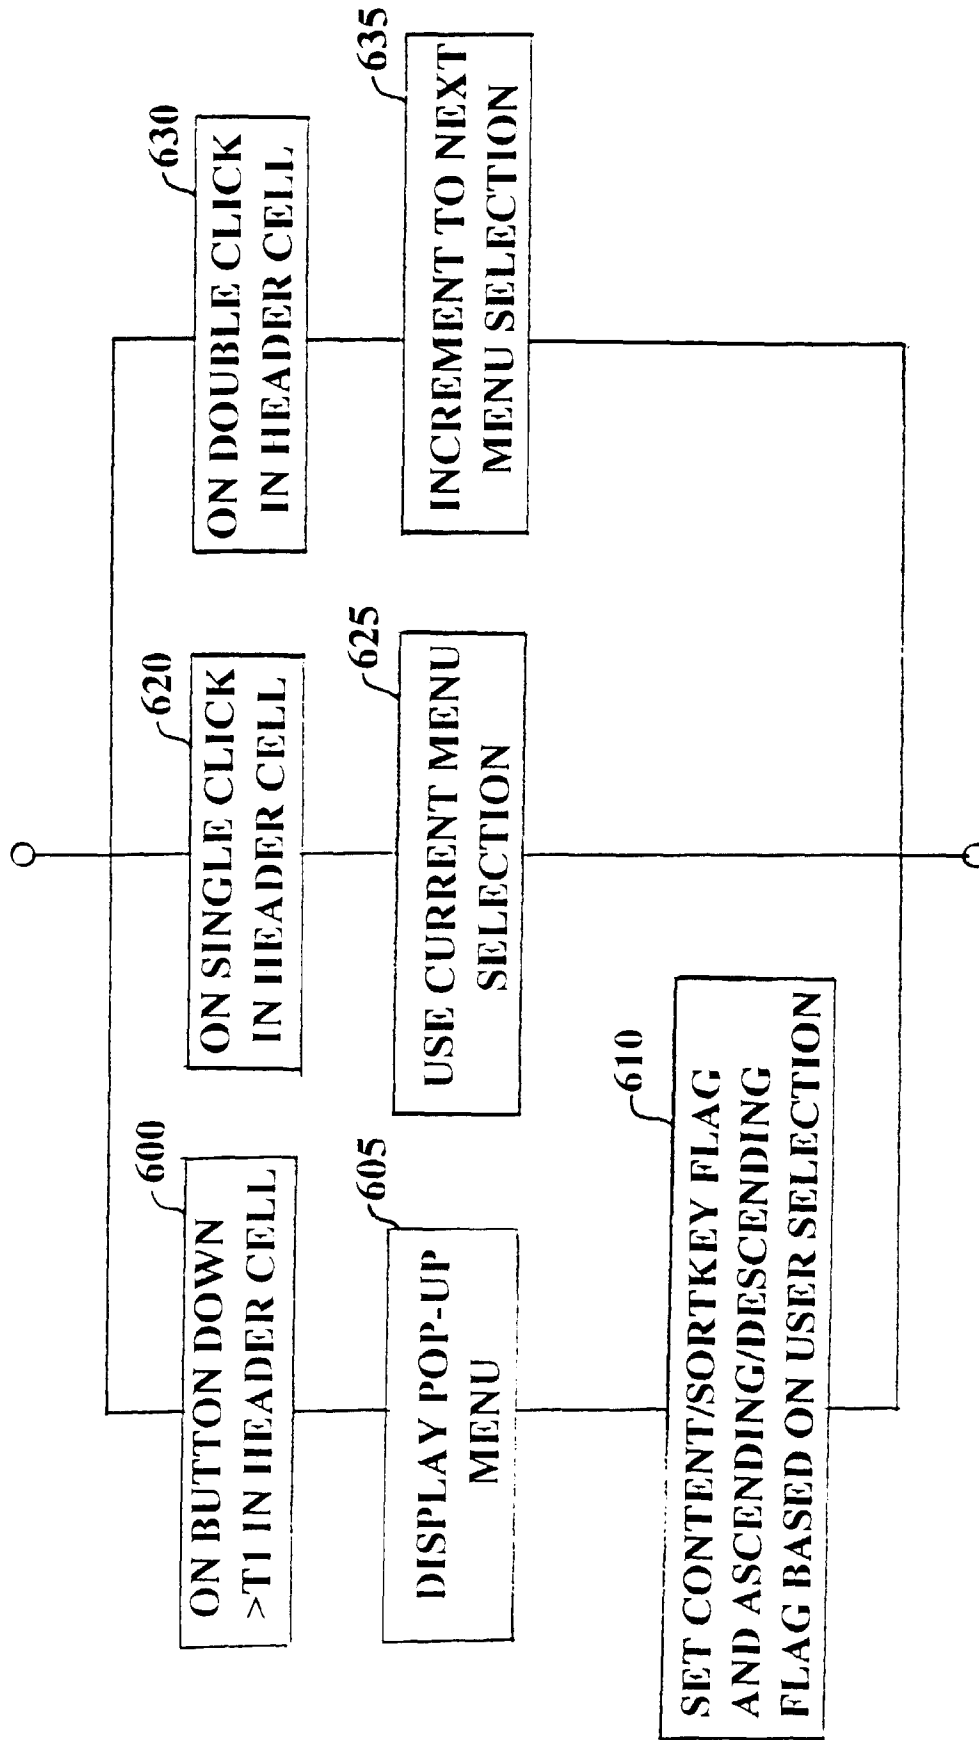 600
ON BUTTON DOWN
>T1 IN HEADER CELL
605
DISPLAY POP-UP
MENU
610
SET CONTENT/SORTKEY FLAG
AND ASCENDING/DESCENDING
FLAG BASED ON USER SELECTION
620
ON SINGLE CLICK
IN HEADER CELL
625
USE CURRENT MENU
SELECTION
630
ON DOUBLE CLICK
IN HEADER CELL
635
INCREMENT TO NEXT
MENU SELECTION